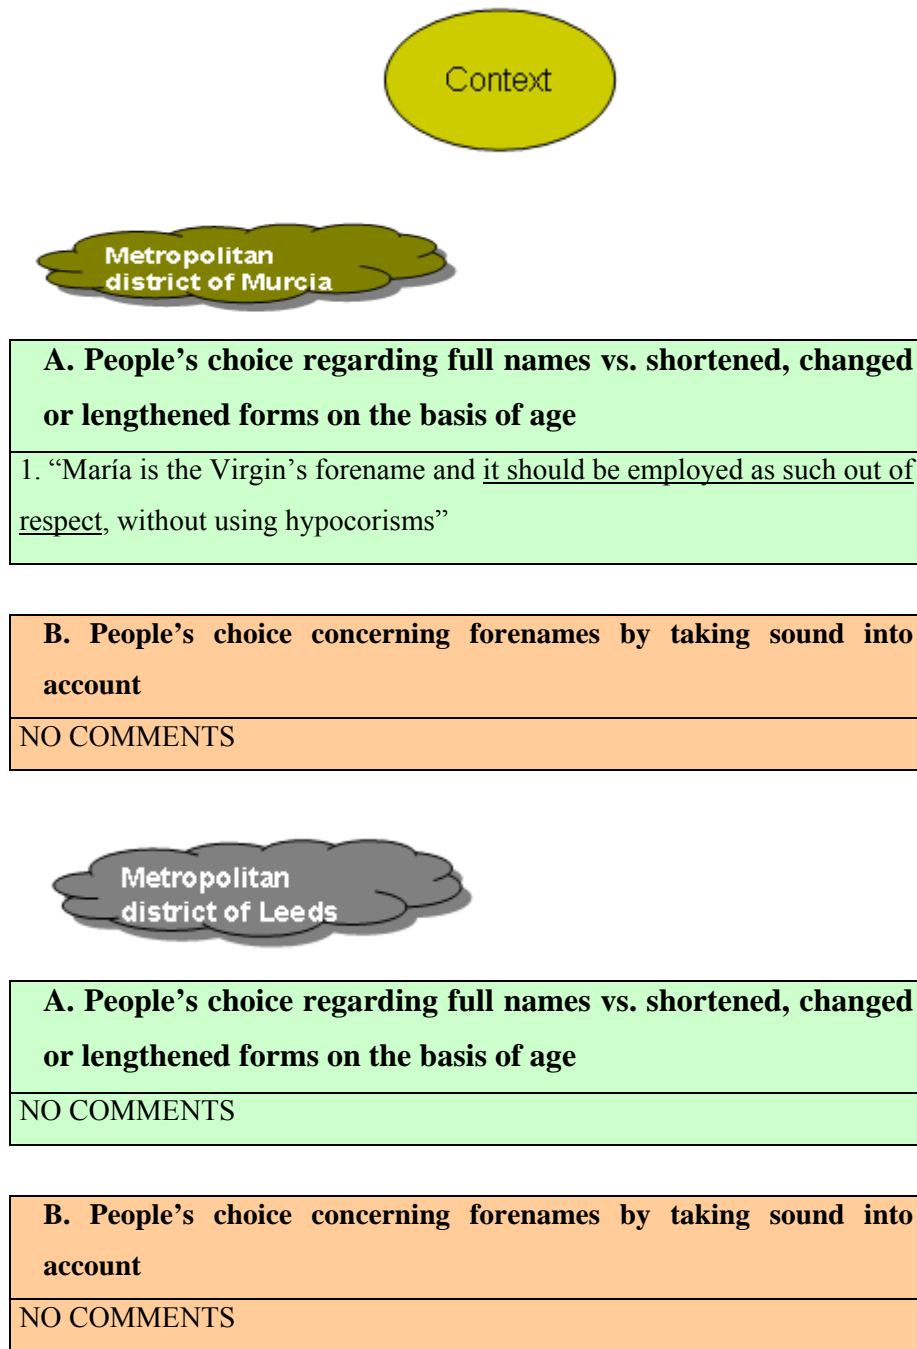 Context
Metropolitan
district of Murcia
A. People’s choice regarding full names vs. shortened, changed
or lengthened forms on the basis of age
1. “María is the Virgin’s forename and it should be employed as such out of
respect, without using hypocorisms”
B. People’s choice concerning forenames by taking sound into
account
NO COMMENTS
Metropolitan
district of Leeds
A. People’s choice regarding full names vs. shortened, changed
or lengthened forms on the basis of age
NO COMMENTS
B. People’s choice concerning forenames by taking sound into
account
NO COMMENTS